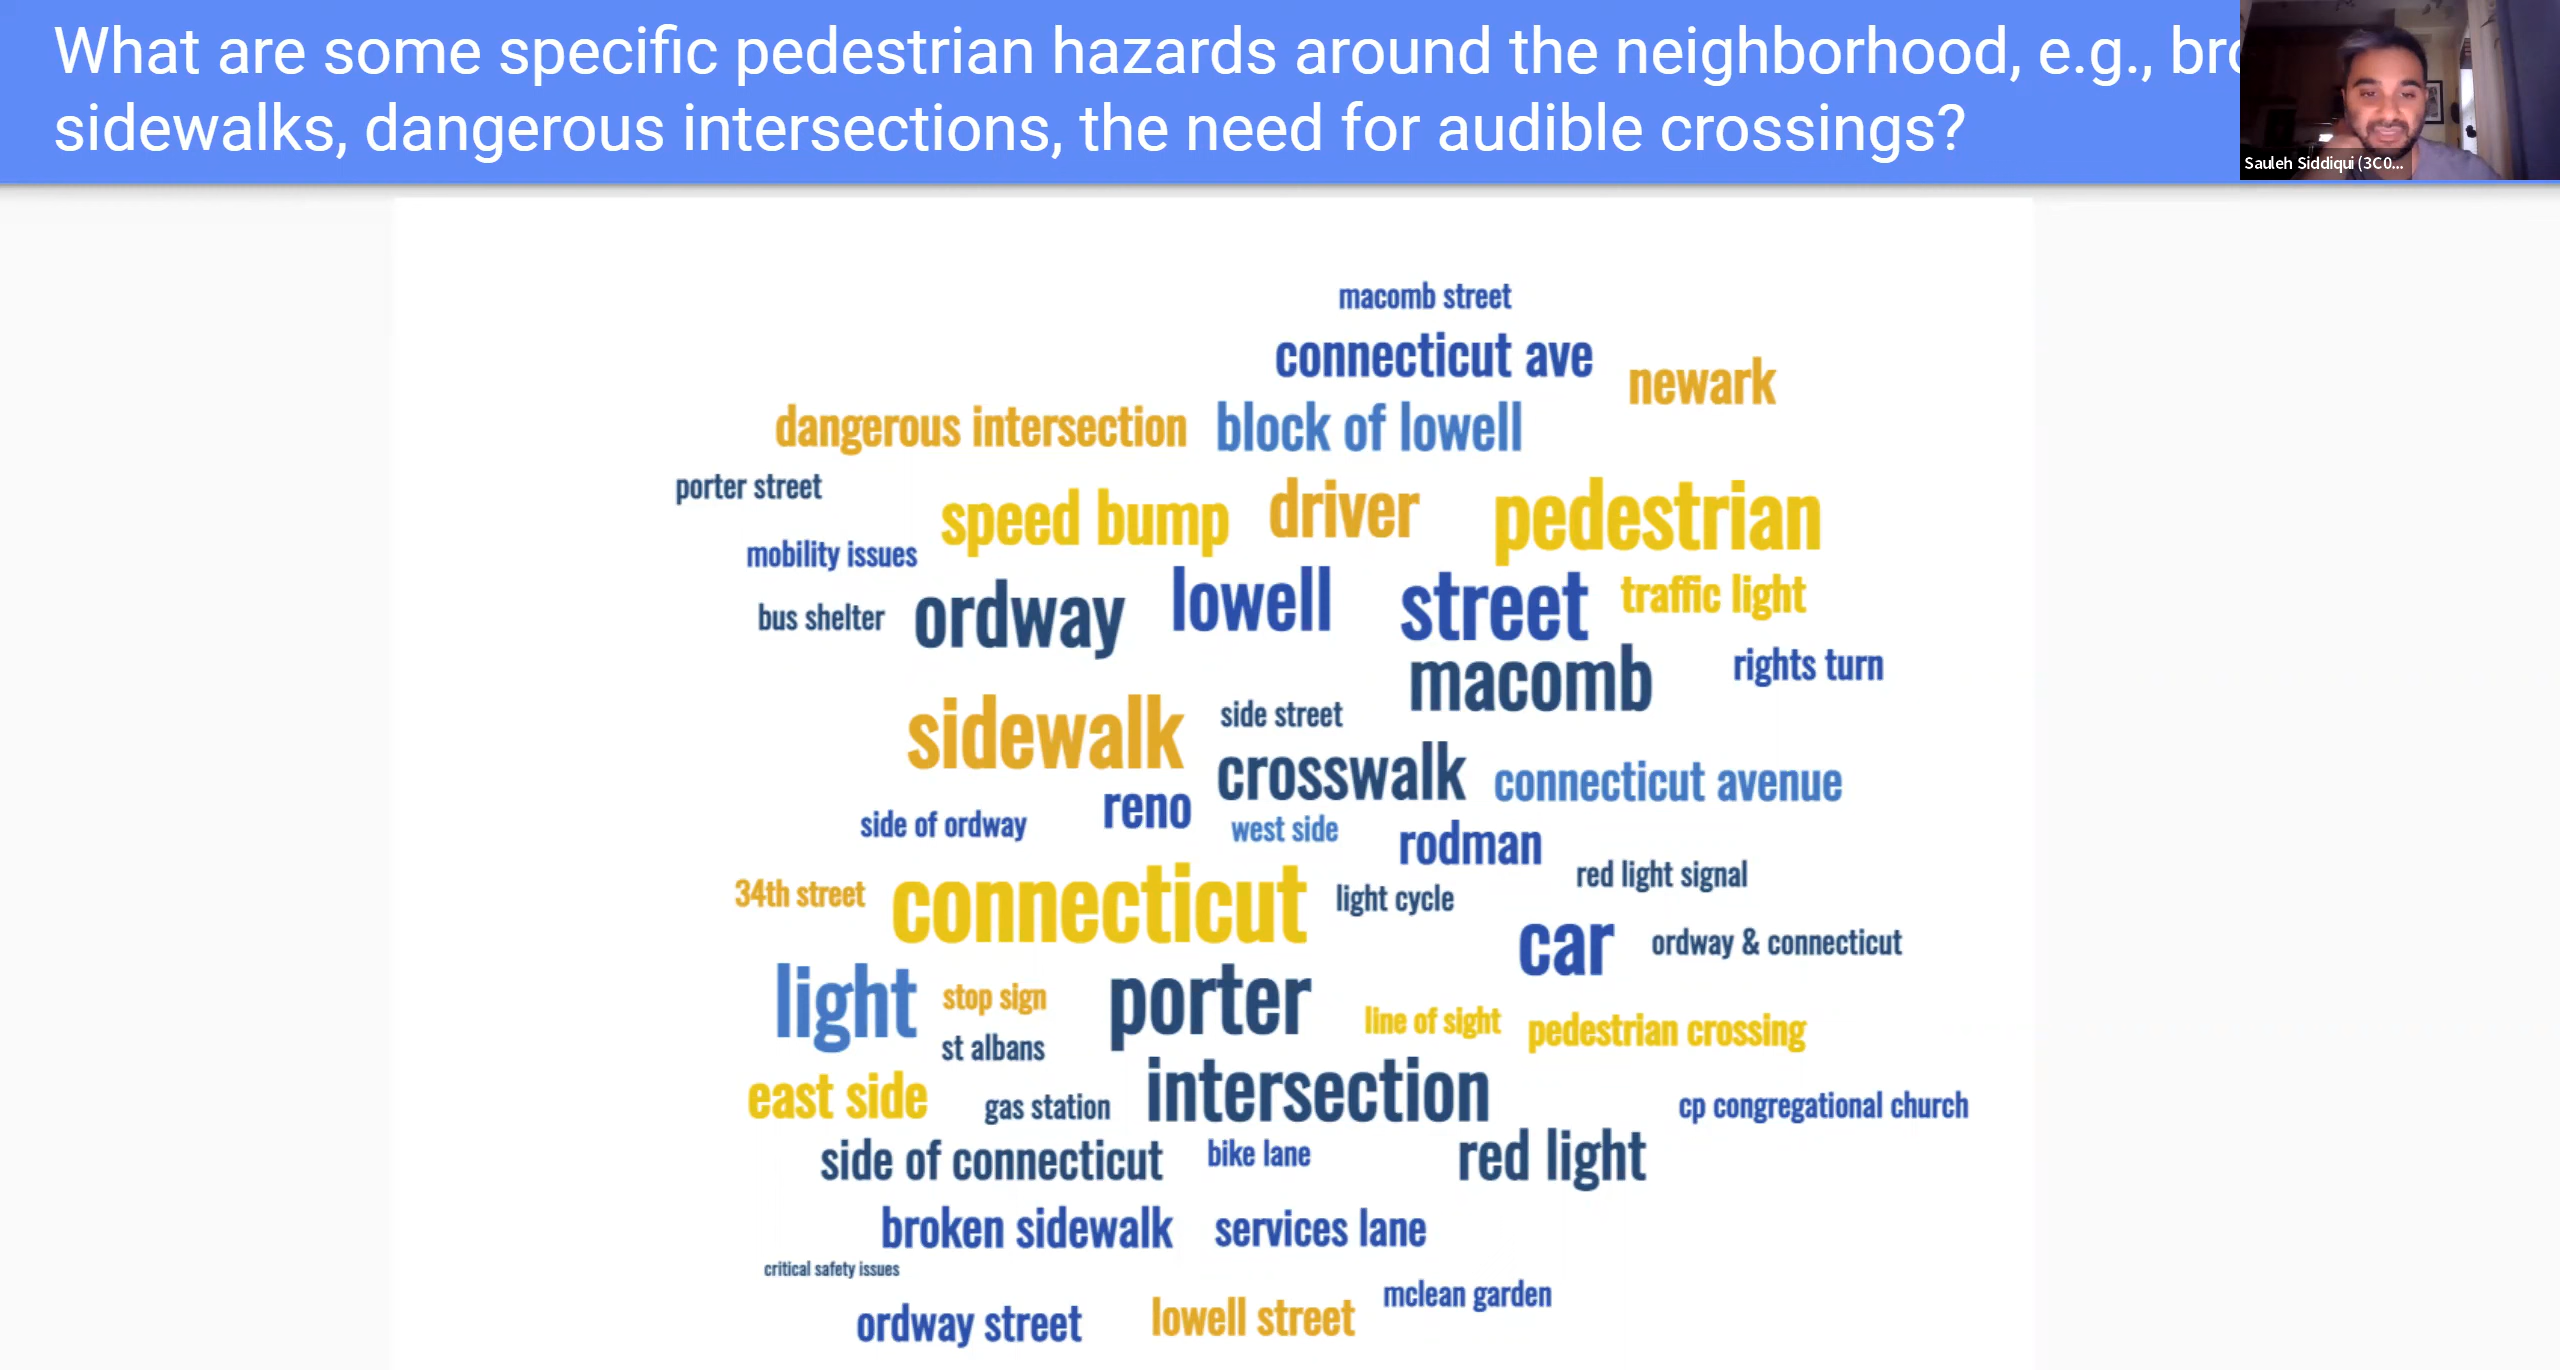 What are some specific pedestrian hazards around the neighborhood, e.g.,
sidewalks, dangerous intersections, the need for audible crossings?
Sauleh Siddiqui (3C0...
macomb street
connecticut ave
newark
dangerous intersection
block of lowell
porter street
speed bump
driver
pedestrian
mobility issues
bus shelter
ordway
lowell
street
traffic light
macomb
rights turn
sidewalk
side street
crosswalk
connecticut avenue
side of ordway
reno
west side
rodman
34th street
connecticut
light cycle
red light signal
car
ordway & connecticut
light
stop sign
porter
line of sight
pedestrian crossing
st albans
east side
gas station
intersection
cp congregational church
side of connecticut
bike lane
red light
broken sidewalk
services lane
critical safety issues
ordway street
lowell street
mclean garden